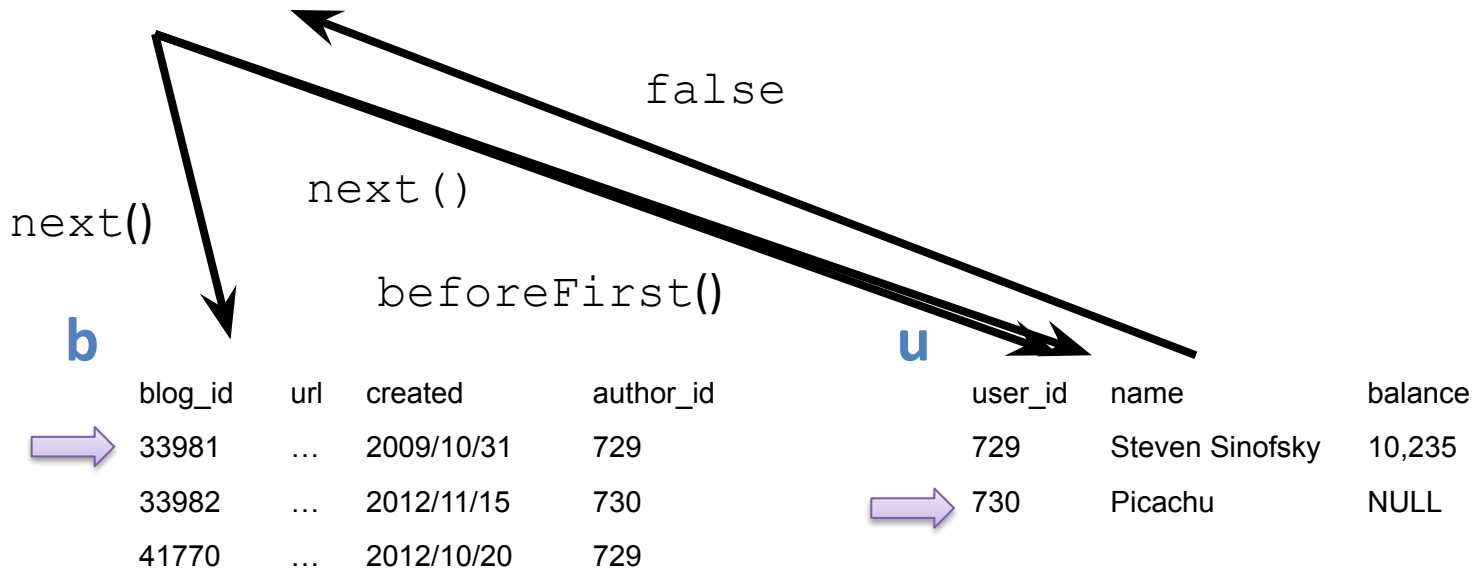 false
next()
next()
beforeFirst()
b
u
blog_id url created author_id
33981 … 2009/10/31 729
33982 … 2012/11/15 730
41770 … 2012/10/20 729
user_id name balance
729 Steven Sinofsky 10,235
730 Picachu NULL